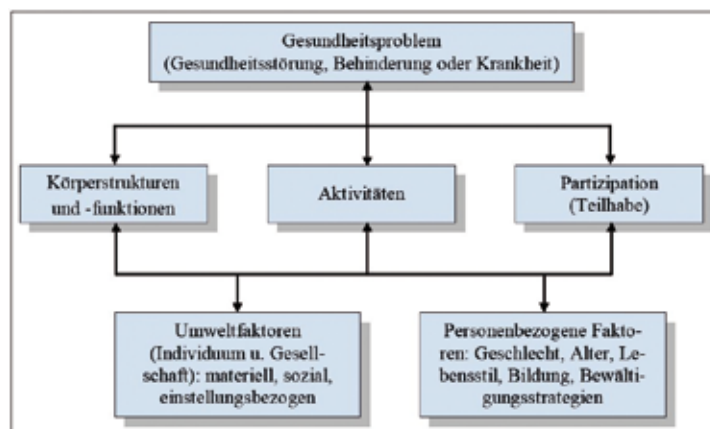 Gesundheitsproblem
(Gesundheitsstörung, Behinderung oder Krankheit)
Körperstrukturen
und -funktionen
Aktivitäten
Partizipation
(Teilhabe)
Umweltfaktoren
(Individuum u. Gesell-
schaft): materiell, sozial,
einstellungsbezogen
Personenbezogene Fakto-
ren: Geschlecht, Alter, Le-
bensstil, Bildung, Bewälti-
gungsstrategien